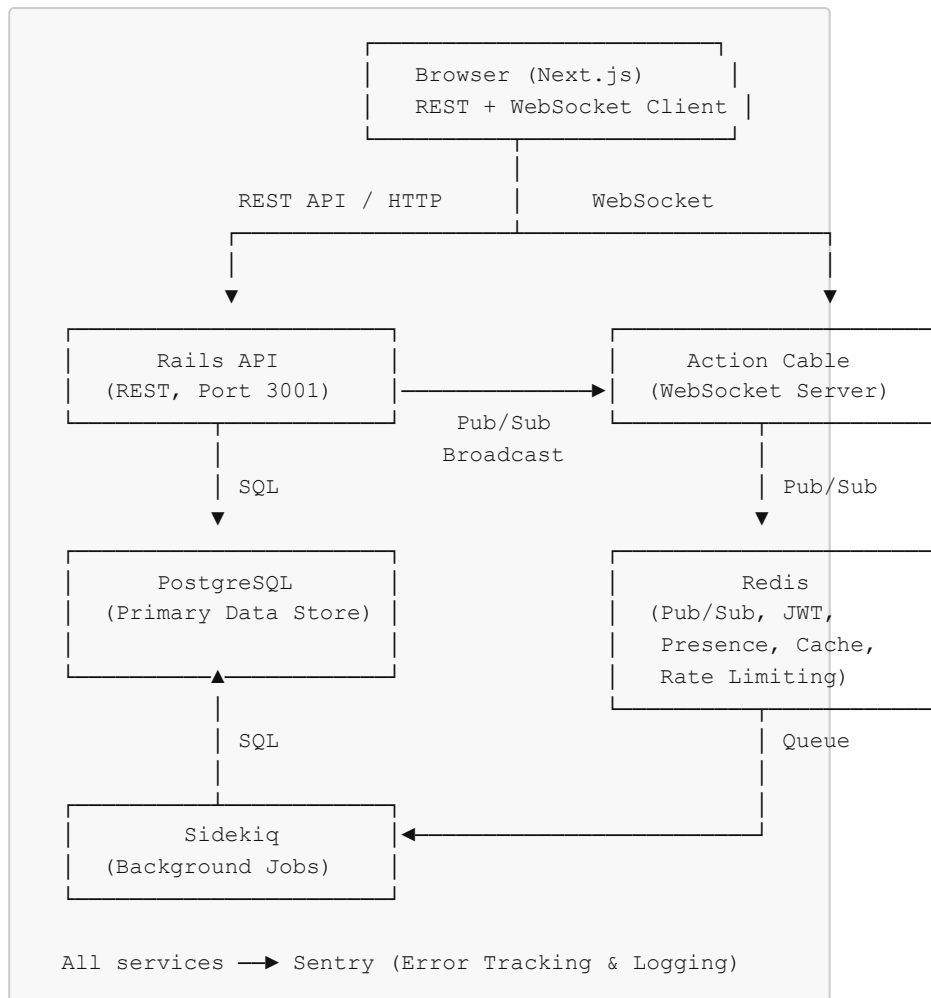 Browser (Next.js)
REST + WebSocket Client
REST API / HTTP
WebSocket
Rails API
(REST, Port 3001)
Action Cable
(WebSocket Server)
Pub/Sub
Broadcast
SQL
Pub/Sub
PostgreSQL
(Primary Data Store)
Redis
(Pub/Sub, JWT,
Presence, Cache,
Rate Limiting)
SQL
Queue
Sidekiq
(Background Jobs)
All services ──► Sentry (Error Tracking & Logging)